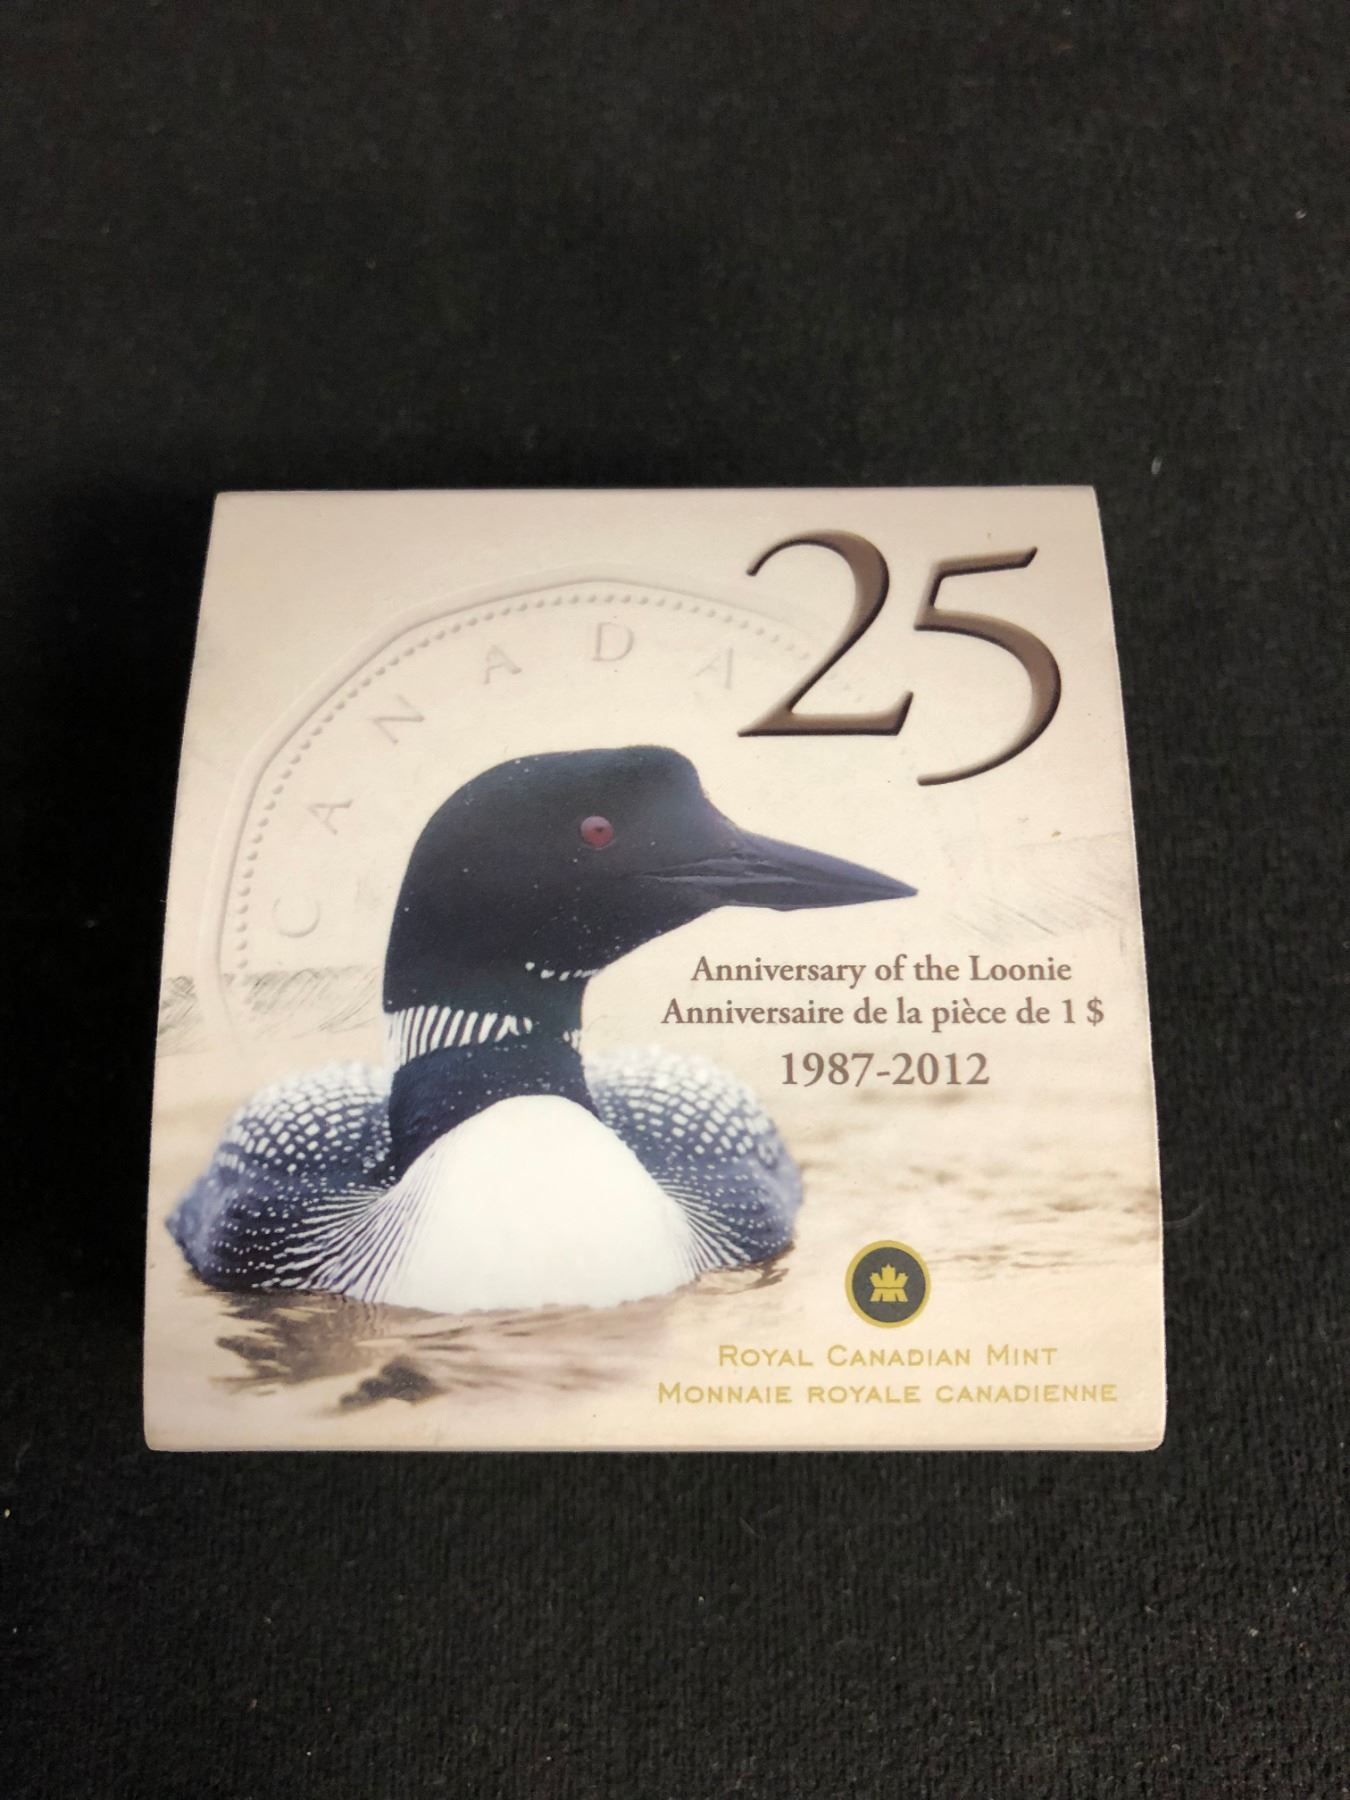 CANADA
25
Anniversary of the Loonie
Anniversaire de la pièce de 1 $
1987-2012
ROYAL CANADIAN MINT
MONNAIE ROYALE CANADIENNE